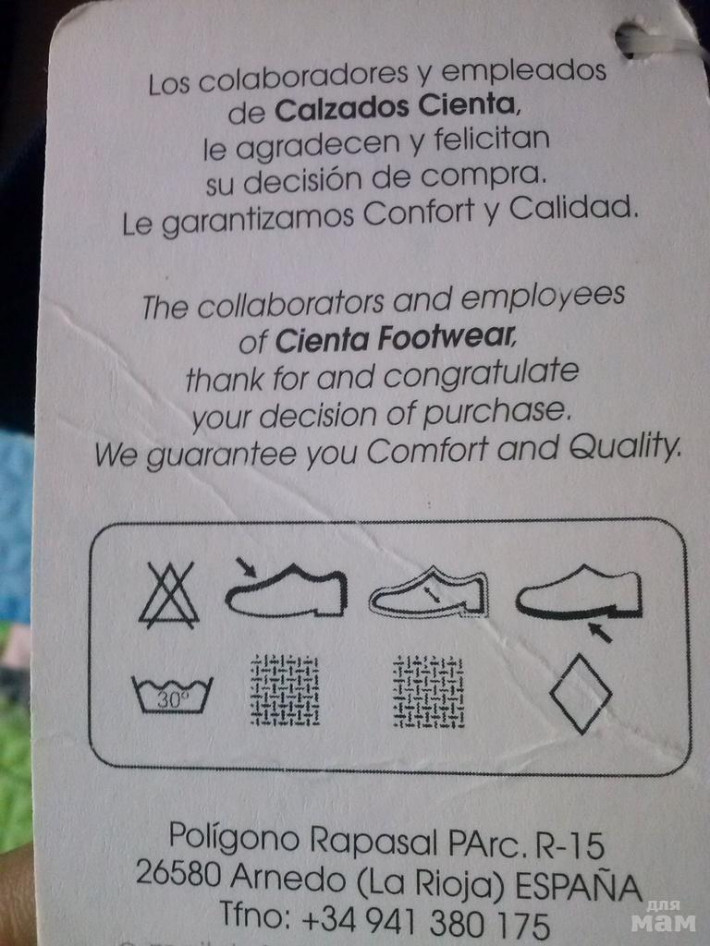 Los colaboradores y empleados
de Calzados Cienta,
le agradecen y felicitan
su decisión de compra.
Le garantizamos Confort y Calidad.
The collaborators and employees
of Cienta Footwear,
thank for and congratulate
your decision of purchase.
We guarantee you Comfort and Quality.
30°
Polígono Rapasal PArc. R-15
26580 Arnedo (La Rioja) ESPAÑA
Tfno: +34 941 380 175
для
мам